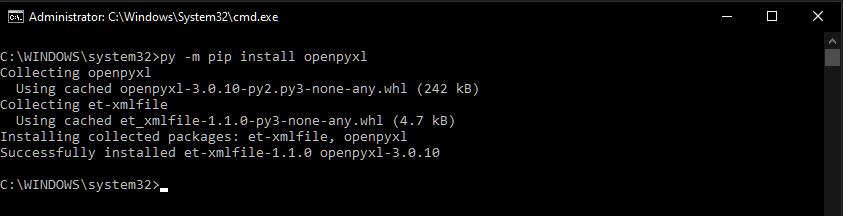 Administrator: C:\Windows\System32\cmd.exe
C:\WINDOWS\system32>py -m pip install openpyxl
Collecting openpyxl
  Using cached openpyxl-3.0.10-py2.py3-none-any.whl (242 kB)
Collecting et-xmlfile
  Using cached et_xmlfile-1.1.0-py3-none-any.whl (4.7 kB)
Installing collected packages: et-xmlfile, openpyxl
Successfully installed et-xmlfile-1.1.0 openpyxl-3.0.10
C:\WINDOWS\system32>